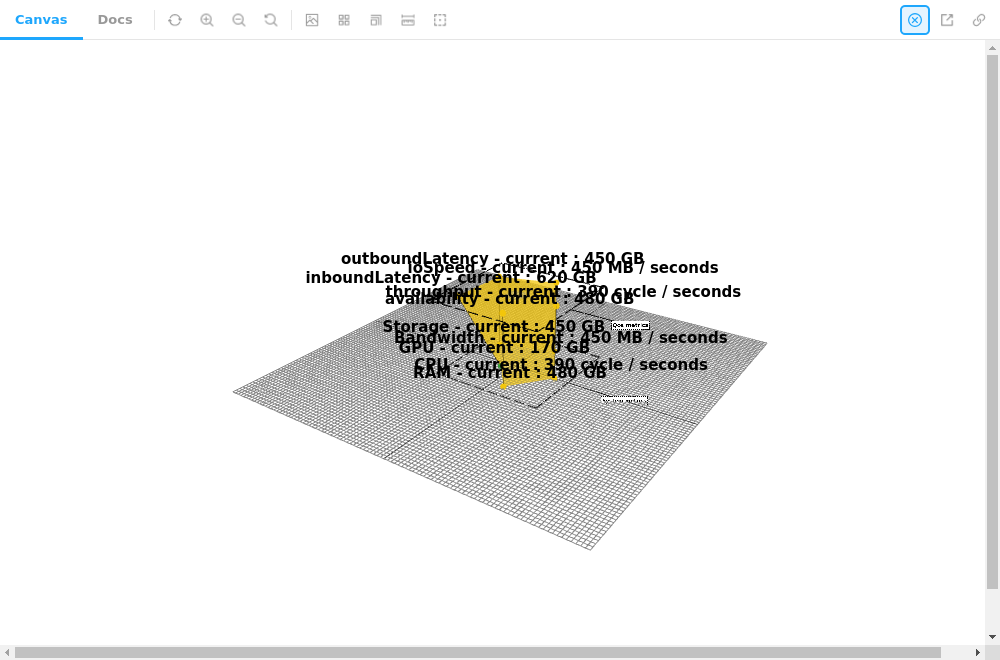 Canvas
Docs
outboundLatency - current : 450 GB
ioSpeed - current : 450 MB / seconds
inboundLatency - current : 620 GB
throughput - current : 390 cycle / seconds
availability - current : 480 GB
Storage - current : 450 GB
Qos metrics
Bandwidth - current : 450 MB / seconds
GPU - current : 170 GB
CPU - current : 390 cycle / seconds
RAM - current : 480 GB